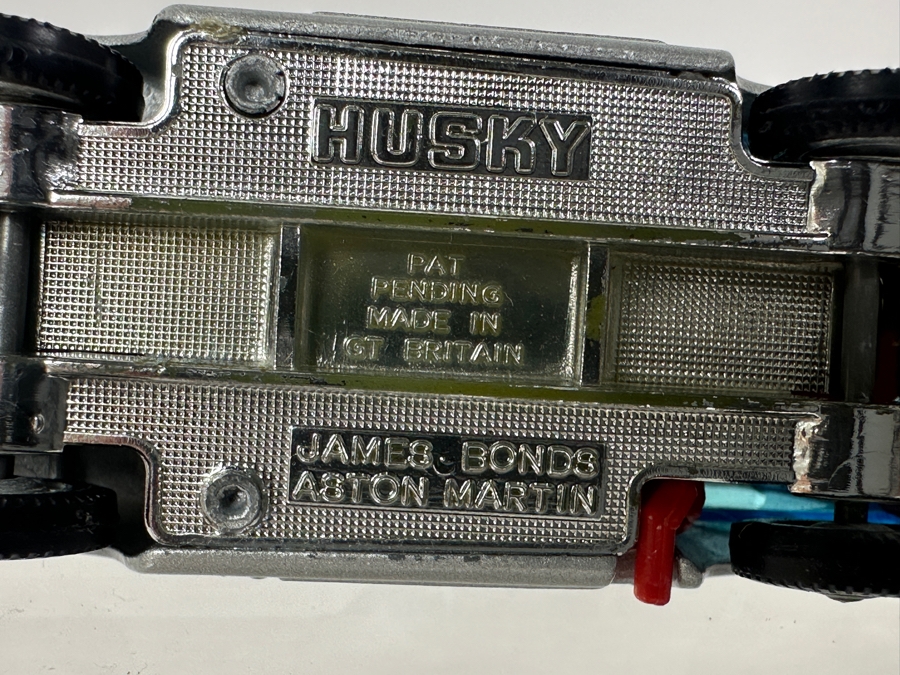 HUSKY
PAT
PENDING
MADE IN
GT BRITAIN
JAMES BONDS
ASTON MARTIN